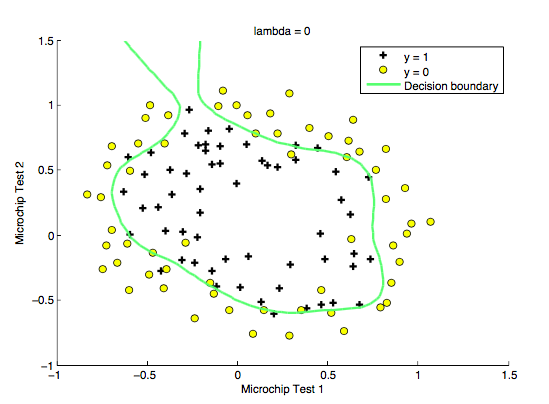 lambda = 0
y = 1
y = 0
Decision boundary
1.5
1
0.5
0
−0.5
−1
Microchip Test 2
−1
−0.5
0
0.5
1
1.5
Microchip Test 1